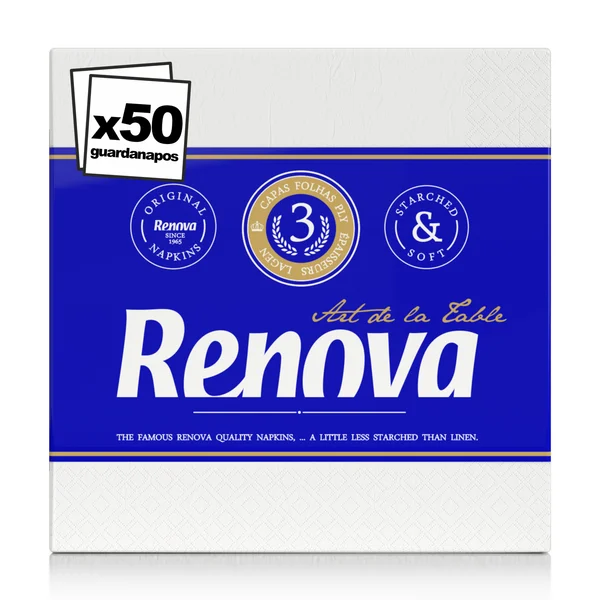 x50
guardanapos
ORIGINAL
Renova
SINCE
1965
NAPKINS
CAPAS FOLHAS PLY ÉPAISSEURS LAGEN
3
STARCHED
&
SOFT
Art de la Table
Renova
THE FAMOUS RENOVA QUALITY NAPKINS, ... A LITTLE LESS STARCHED THAN LINEN.